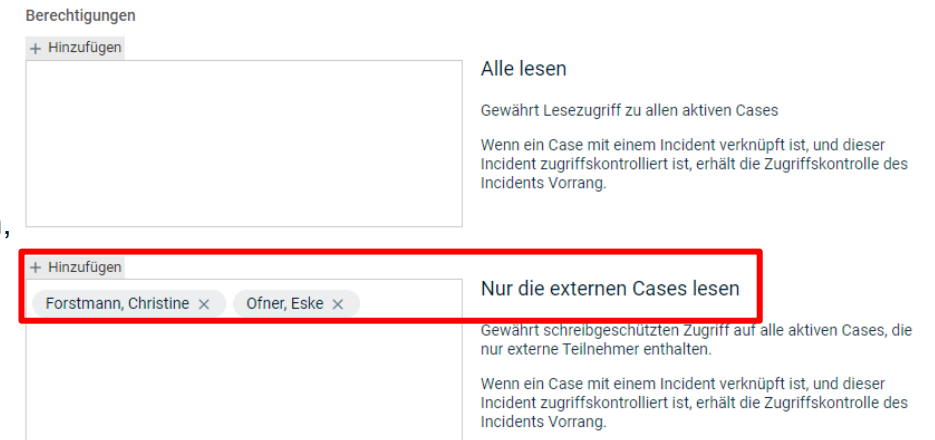 Berechtigungen
+ Hinzufügen
Alle lesen
Gewährt Lesezugriff zu allen aktiven Cases
Wenn ein Case mit einem Incident verknüpft ist, und dieser
Incident zugriffskontrolliert ist, erhält die Zugriffskontrolle des
Incidents Vorrang.
+ Hinzufügen
Forstmann, Christine × Ofner, Eske ×
Nur die externen Cases lesen
Gewährt schreibgeschützten Zugriff auf alle aktiven Cases, die
nur externe Teilnehmer enthalten.
Wenn ein Case mit einem Incident verknüpft ist, und dieser
Incident zugriffskontrolliert ist, erhält die Zugriffskontrolle des
Incidents Vorrang.